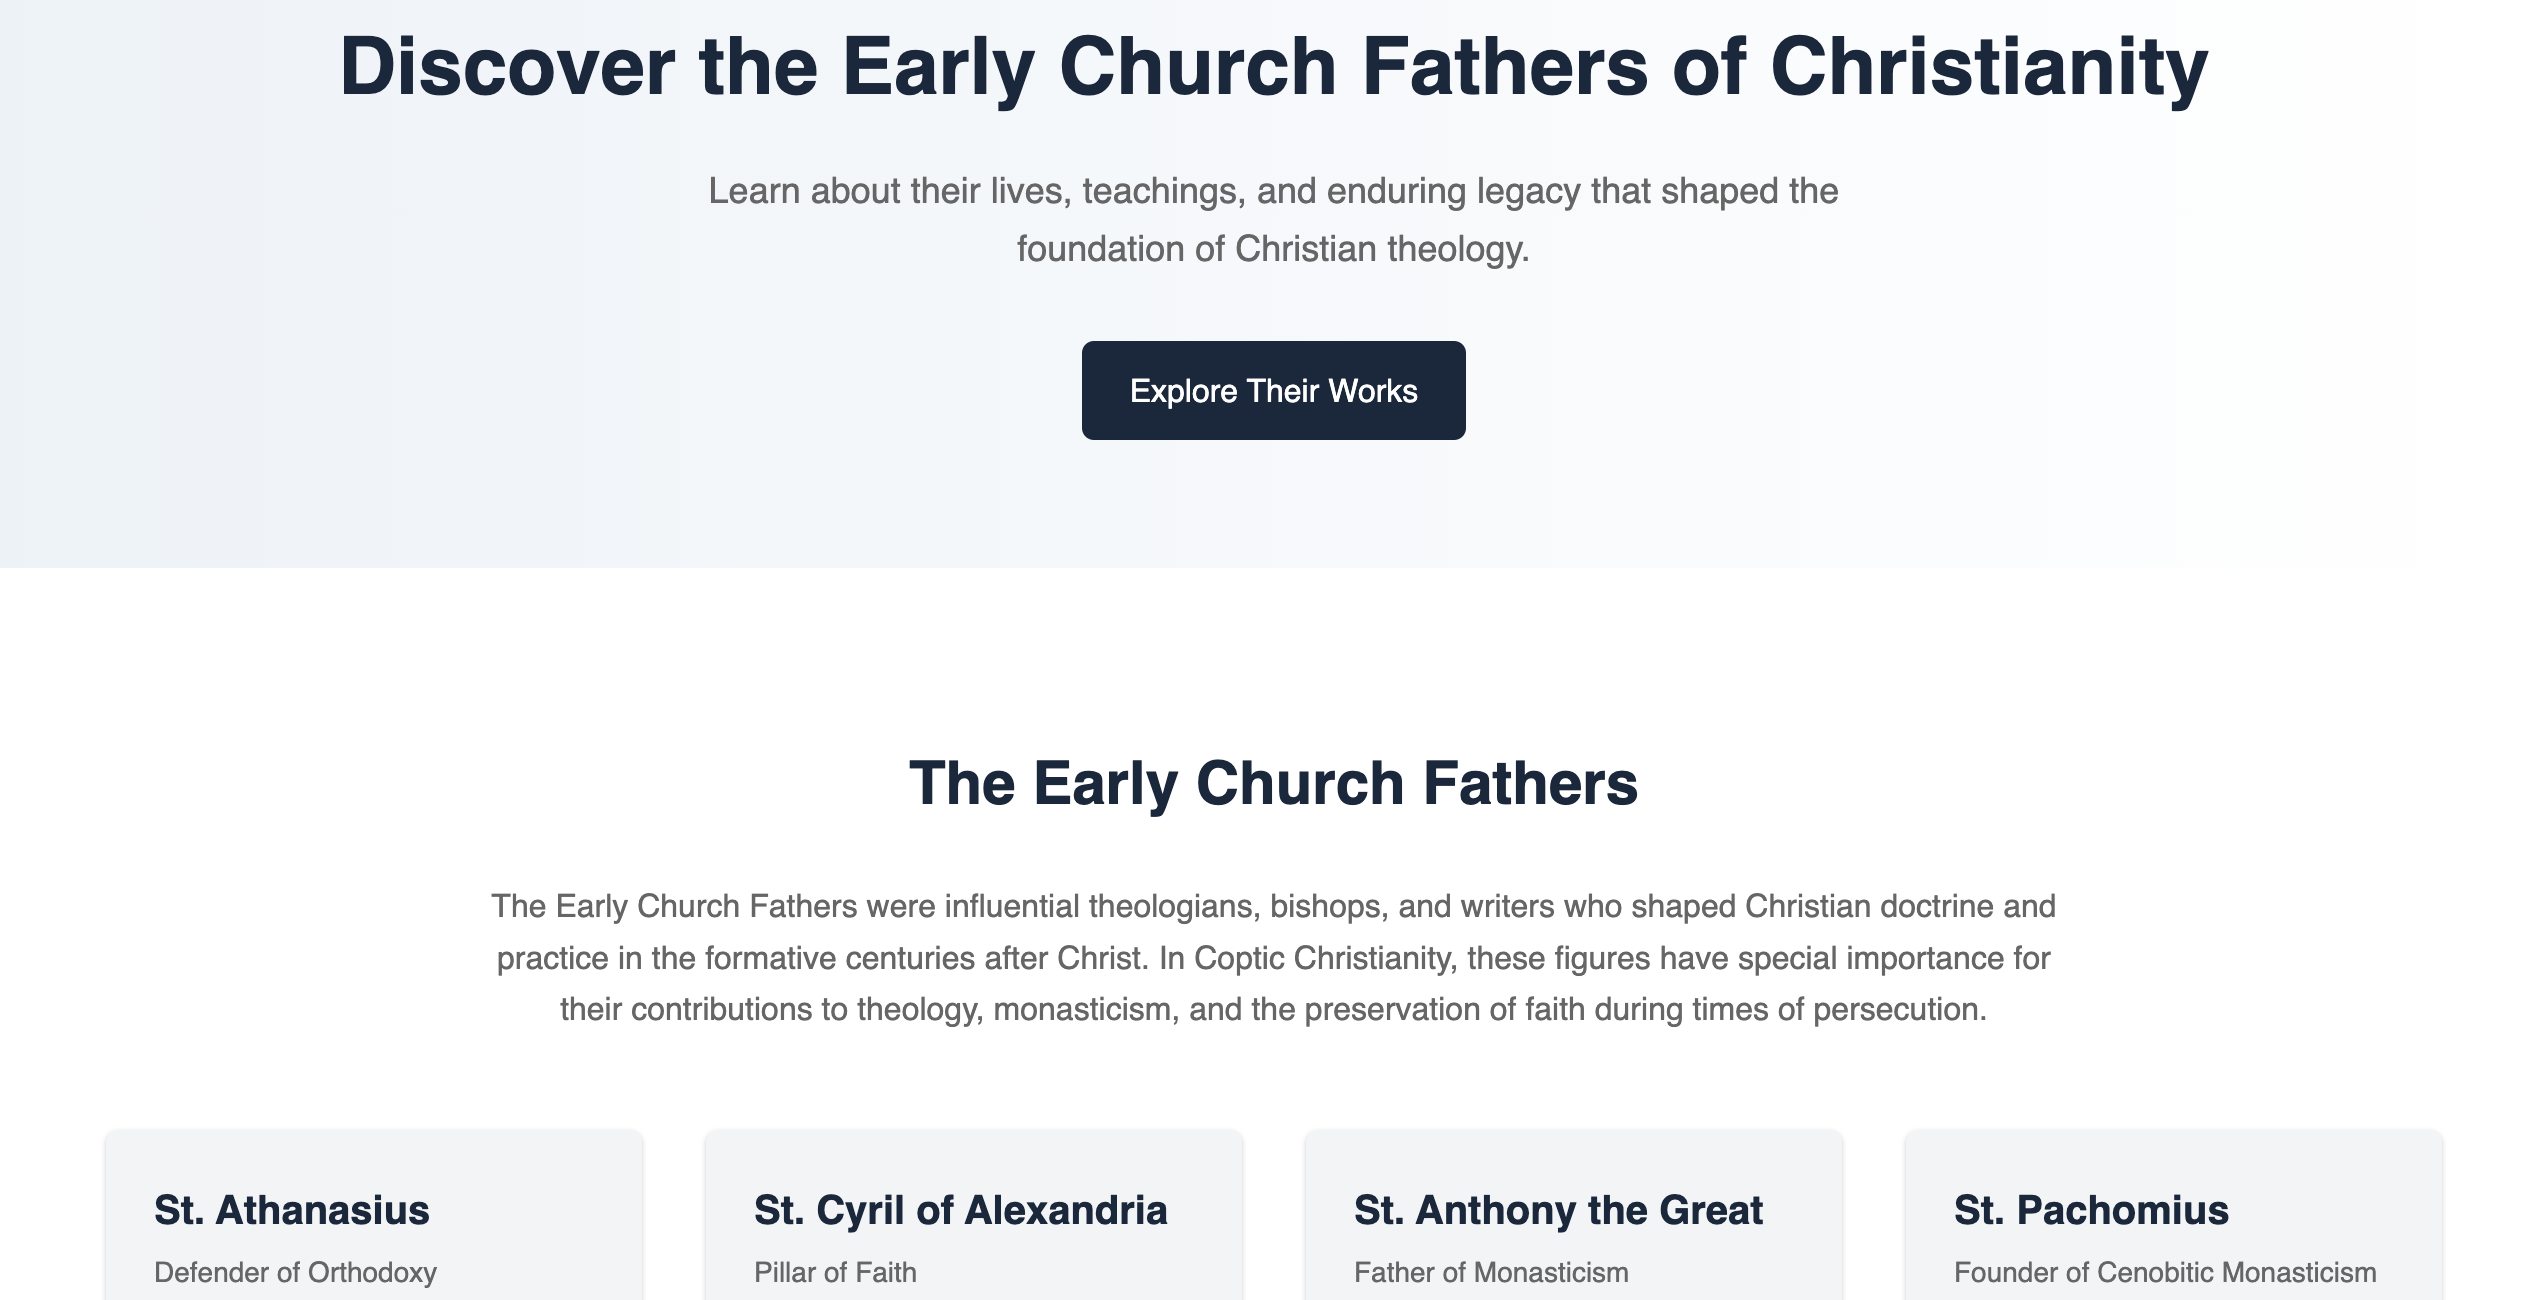 Discover the Early Church Fathers of Christianity
Learn about their lives, teachings, and enduring legacy that shaped the
foundation of Christian theology.
Explore Their Works
The Early Church Fathers
The Early Church Fathers were influential theologians, bishops, and writers who shaped Christian doctrine and
practice in the formative centuries after Christ. In Coptic Christianity, these figures have special importance for
their contributions to theology, monasticism, and the preservation of faith during times of persecution.
St. Athanasius
Defender of Orthodoxy
St. Cyril of Alexandria
Pillar of Faith
St. Anthony the Great
Father of Monasticism
St. Pachomius
Founder of Cenobitic Monasticism